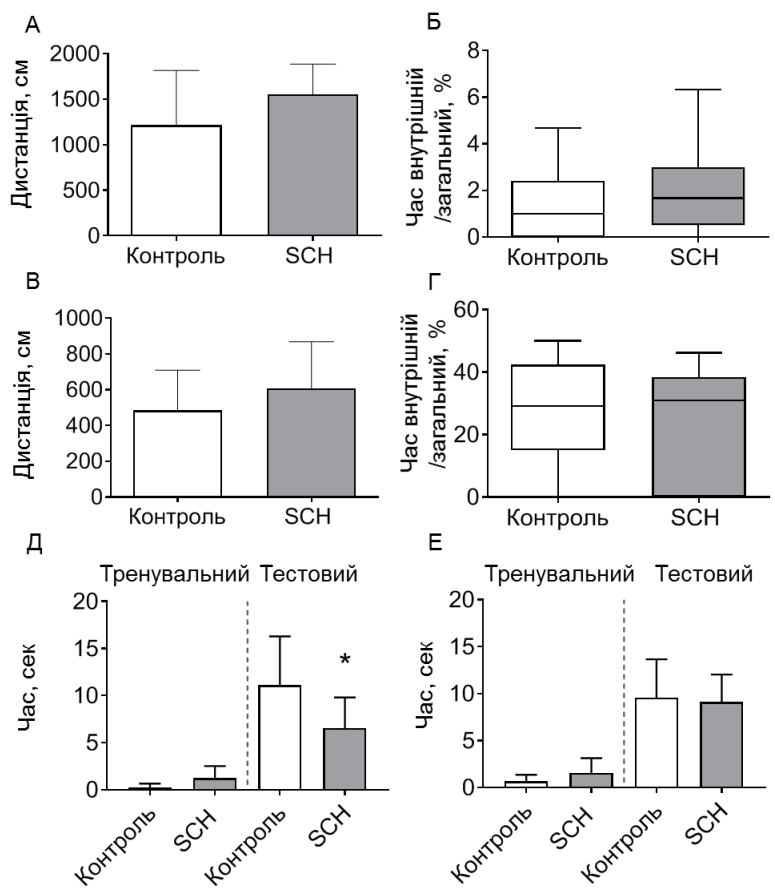 А
Дистанція, см
2000
1500
1000
500
0
Контроль
SCH
Б
Час внутрішній
/загальний, %
8
6
4
2
0
Контроль
SCH
В
Дистанція, см
1000
800
600
400
200
0
Контроль
SCH
Г
Час внутрішній
/загальний, %
60
40
20
0
Контроль
SCH
Д
Тренувальний
Тестовий
Час, сек
20
15
10
5
0
*
Контроль
SCH
Контроль
SCH
Е
Тренувальний
Тестовий
Час, сек
20
15
10
5
0
Контроль
SCH
Контроль
SCH